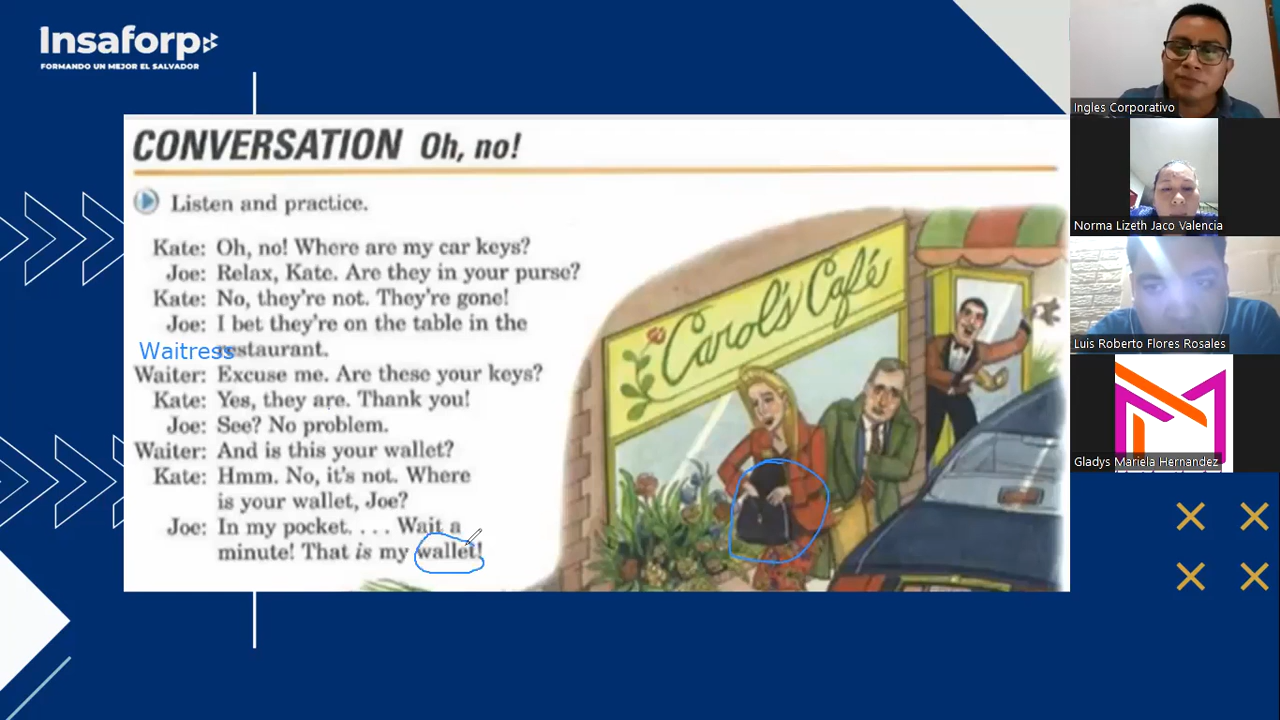 Insaforp
FORMANDO UN MEJOR EL SALVADOR
CONVERSATION Oh, no!
Listen and practice.
Kate: Oh, no! Where are my car keys?
Joe: Relax, Kate. Are they in your purse?
Kate: No, they're not. They're gone!
Joe: I bet they're on the table in the
restaurant.
Waitress
Waiter: Excuse me. Are these your keys?
Kate: Yes, they are. Thank you!
Joe: See? No problem.
Waiter: And is this your wallet?
Kate: Hmm. No, it's not. Where
is your wallet, Joe?
Joe: In my pocket. . . . Wait a
minute! That is my wallet!
Carol's Café
Ingles Corporativo
Norma Lizeth Jaco Valencia
Luis Roberto Flores Rosales
Gladys Mariela Hernandez